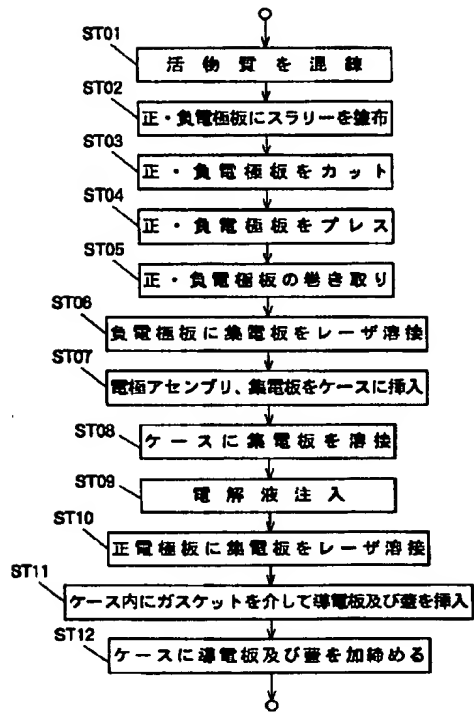 ST01
活物質を混練
ST02
正・負電極板にスラリーを塗布
ST03
正・負電極板をカット
ST04
正・負電極板をプレス
ST05
正・負電極板の巻き取り
ST06
負電極板に集電板をレーザ溶接
ST07
電極アセンブリ、集電板をケースに挿入
ST08
ケースに集電板を溶接
ST09
電解液注入
ST10
正電極板に集電板をレーザ溶接
ST11
ケース内にガスケットを介して導電板及び蓋を挿入
ST12
ケースに導電板及び蓋を加締める